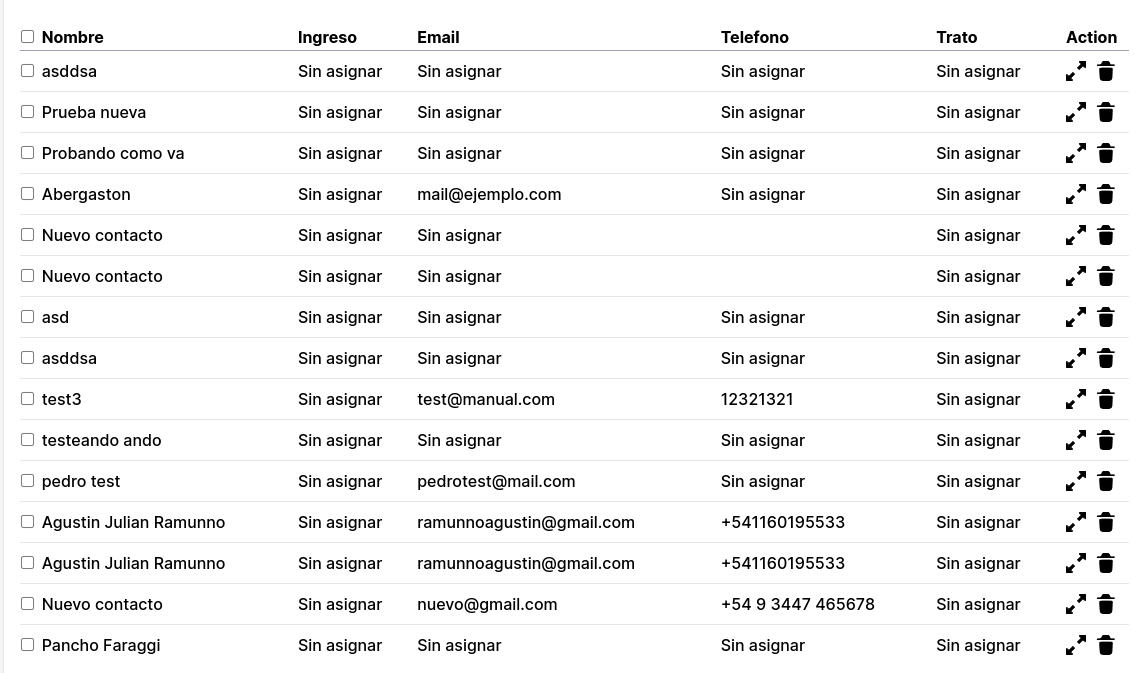 Nombre Ingreso Email Telefono Trato Action
asddsa Sin asignar Sin asignar Sin asignar Sin asignar
Prueba nueva Sin asignar Sin asignar Sin asignar Sin asignar
Probando como va Sin asignar Sin asignar Sin asignar Sin asignar
Abergaston Sin asignar mail@ejemplo.com Sin asignar Sin asignar
Nuevo contacto Sin asignar Sin asignar Sin asignar
Nuevo contacto Sin asignar Sin asignar Sin asignar
asd Sin asignar Sin asignar Sin asignar Sin asignar
asddsa Sin asignar Sin asignar Sin asignar Sin asignar
test3 Sin asignar test@manual.com 12321321 Sin asignar
testeando ando Sin asignar Sin asignar Sin asignar Sin asignar
pedro test Sin asignar pedrotest@mail.com Sin asignar Sin asignar
Agustin Julian Ramunno Sin asignar ramunnoagustin@gmail.com +541160195533 Sin asignar
Agustin Julian Ramunno Sin asignar ramunnoagustin@gmail.com +541160195533 Sin asignar
Nuevo contacto Sin asignar nuevo@gmail.com +54 9 3447 465678 Sin asignar
Pancho Faraggi Sin asignar Sin asignar Sin asignar Sin asignar